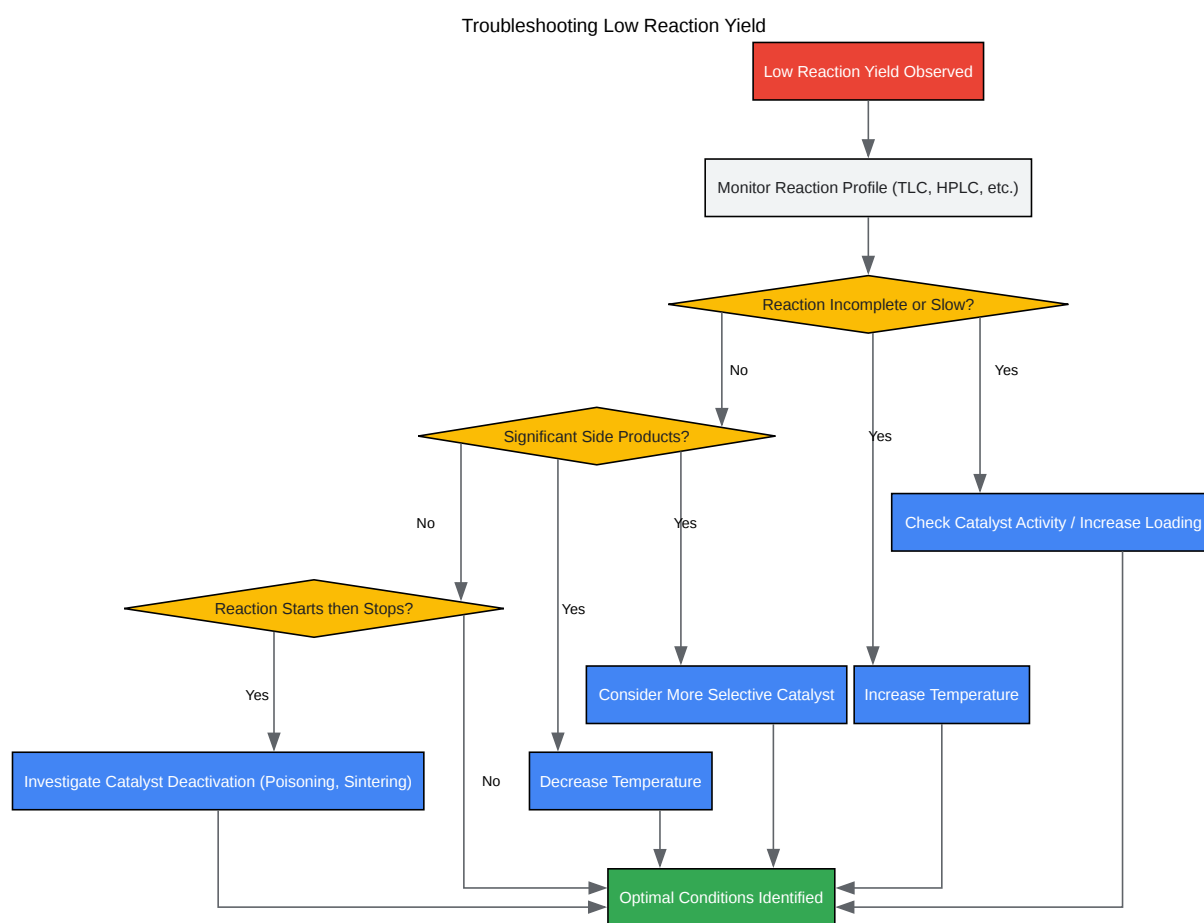 Troubleshooting Low Reaction Yield
Low Reaction Yield Observed
Monitor Reaction Profile (TLC, HPLC, etc.)
Reaction Incomplete or Slow?
No
Yes
Significant Side Products?
Yes
No
Yes
Check Catalyst Activity / Increase Loading
Reaction Starts then Stops?
Yes
Yes
Consider More Selective Catalyst
Increase Temperature
Investigate Catalyst Deactivation (Poisoning, Sintering)
No
Decrease Temperature
Optimal Conditions Identified